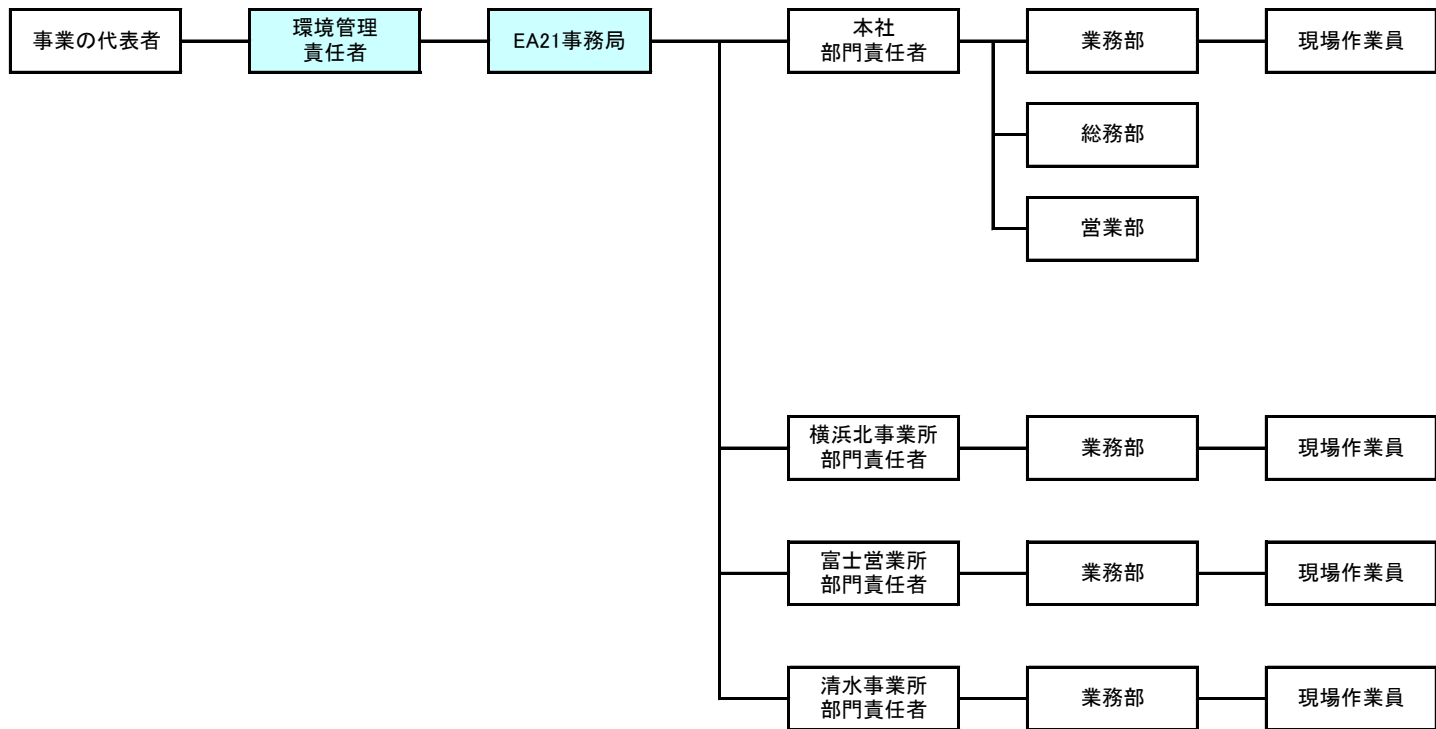 事業の代表者
環境管理
責任者
EA21事務局
本社
部門責任者
業務部
現場作業員
総務部
営業部
横浜北事業所
部門責任者
業務部
現場作業員
富士営業所
部門責任者
業務部
現場作業員
清水事業所
部門責任者
業務部
現場作業員